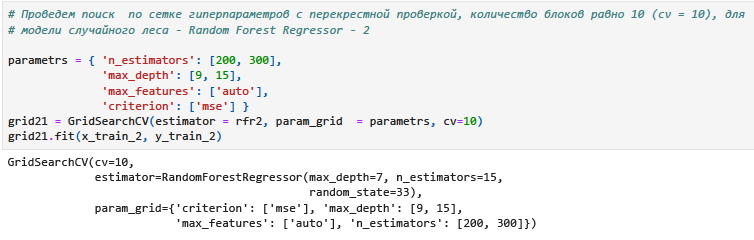 # Проведем поиск  по сетке гиперпараметров с перекрестной проверкой, количество блоков равно 10 (cv = 10), для
# модели случайного леса - Random Forest Regressor - 2
parametrs = { 'n_estimators': [200, 300],
              'max_depth': [9, 15],
              'max_features': ['auto'],
              'criterion': ['mse'] }
grid21 = GridSearchCV(estimator = rfr2, param_grid  = parametrs, cv=10)
grid21.fit(x_train_2, y_train_2)
GridSearchCV(cv=10,
             estimator=RandomForestRegressor(max_depth=7, n_estimators=15,
                                             random_state=33),
             param_grid={'criterion': ['mse'], 'max_depth': [9, 15],
                         'max_features': ['auto'], 'n_estimators': [200, 300]})